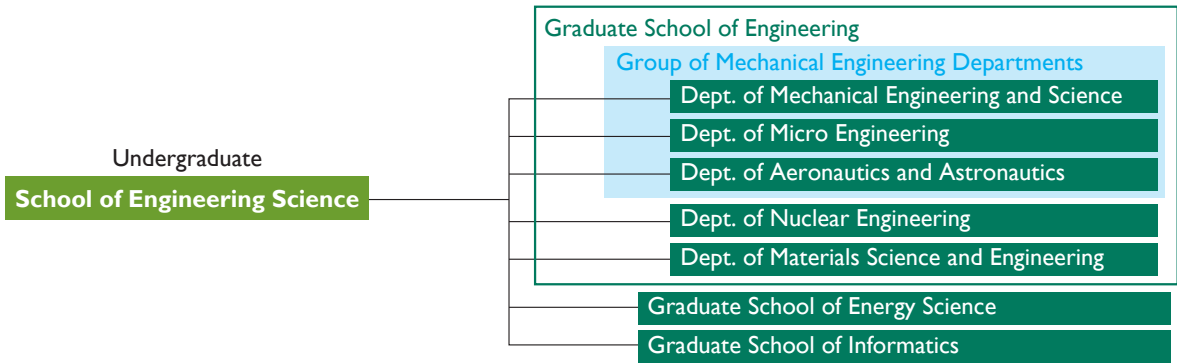 Graduate School of Engineering
Group of Mechanical Engineering Departments
Dept. of Mechanical Engineering and Science
Dept. of Micro Engineering
Undergraduate
School of Engineering Science
Dept. of Aeronautics and Astronautics
Dept. of Nuclear Engineering
Dept. of Materials Science and Engineering
Graduate School of Energy Science
Graduate School of Informatics